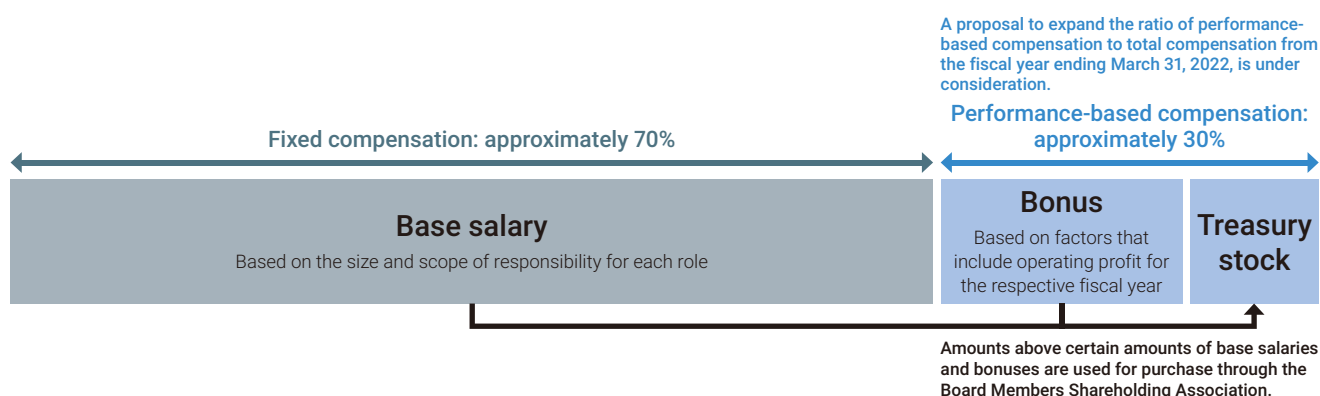 A proposal to expand the ratio of performance-
based compensation to total compensation from
the fiscal year ending March 31, 2022, is under
consideration.
Fixed compensation: approximately 70%
Performance-based compensation:
approximately 30%
Base salary
Based on the size and scope of responsibility for each role
Bonus
Based on factors that
include operating profit for
the respective fiscal year
Treasury
stock
Amounts above certain amounts of base salaries
and bonuses are used for purchase through the
Board Members Shareholding Association.